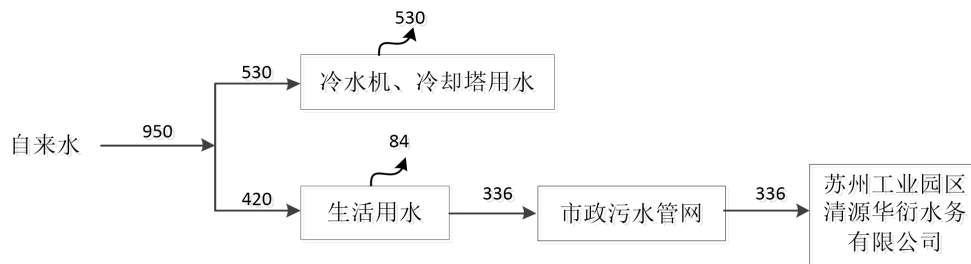 530
530
冷水机、冷却塔用水
自来水
950
84
420
生活用水
336
市政污水管网
336
苏州工业园区
清源华衍水务
有限公司